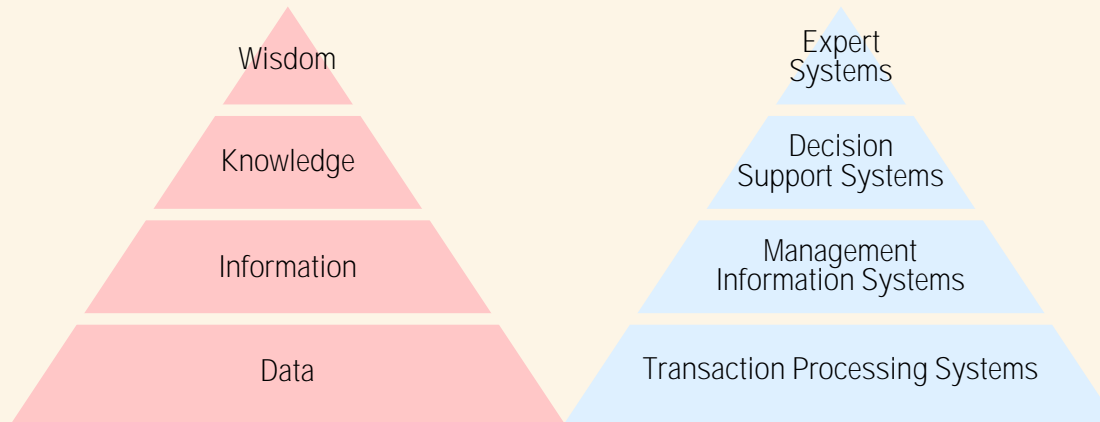 Wisdom
Knowledge
Information
Data
Expert
Systems
Decision
Support Systems
Management
Information Systems
Transaction Processing Systems